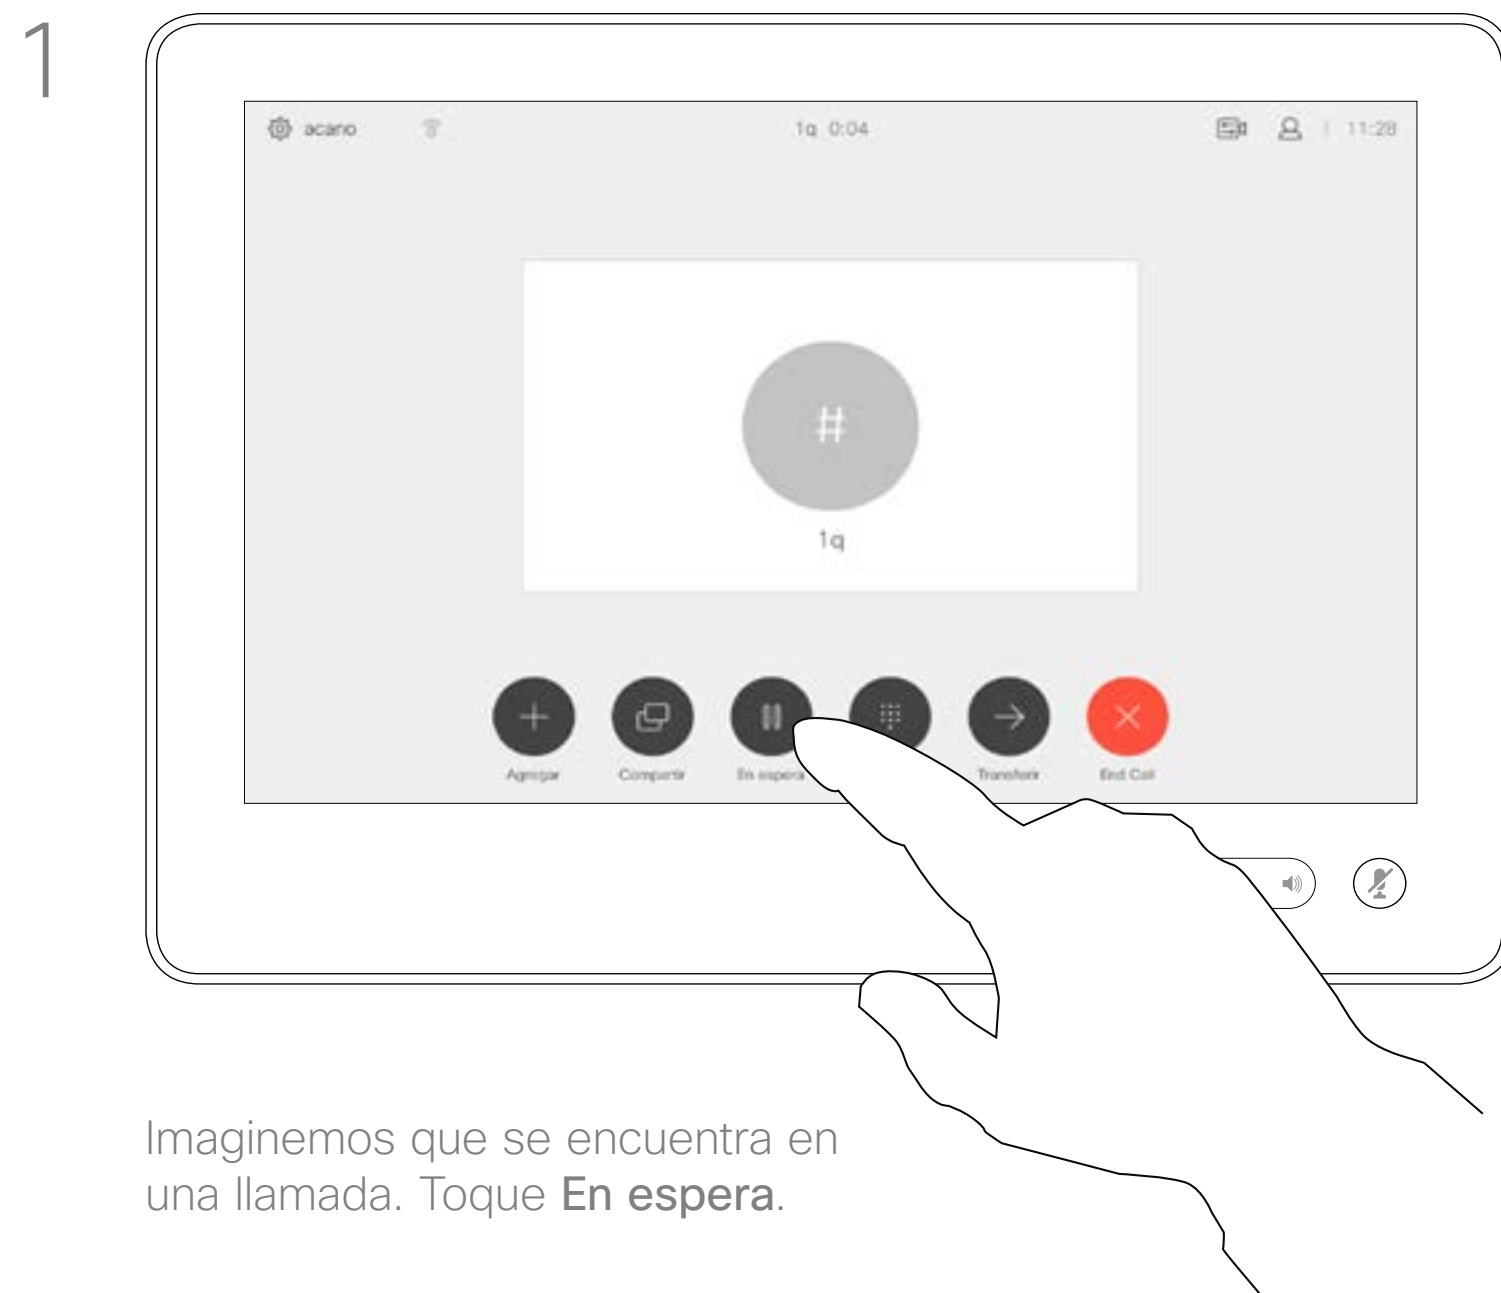 1
acano 1q 0:04 11:28
#
1q
Agregar Compartir En espera Transferir End Call
Imaginemos que se encuentra en
una llamada. Toque En espera.